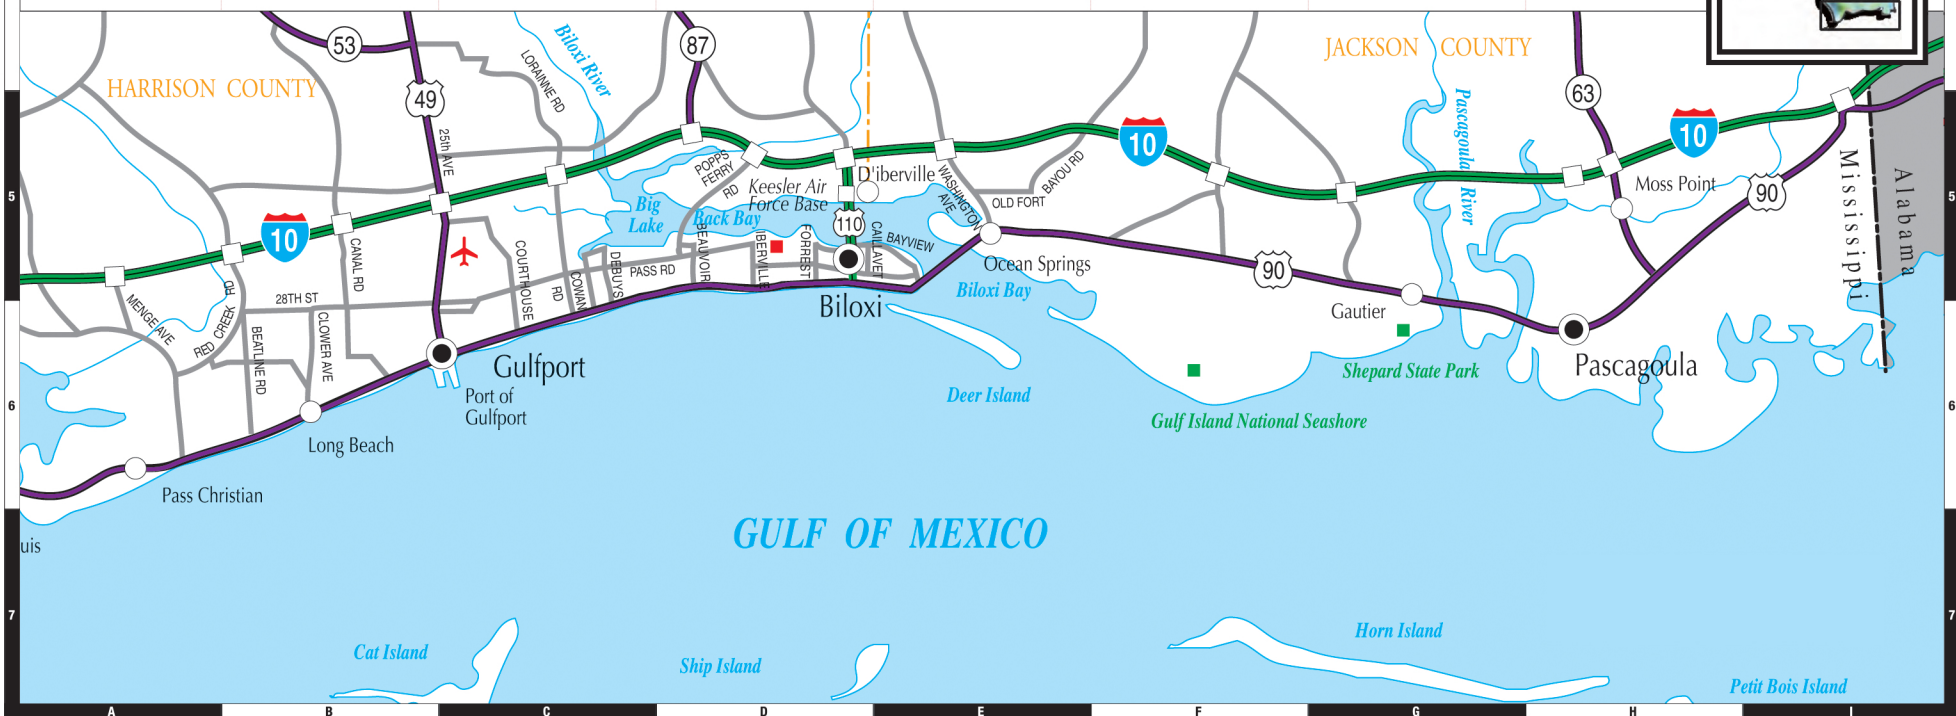 HARRISON COUNTY
JACKSON COUNTY
53
49
87
63
10
10
10
110
90
90
Biloxi River
LORAINNE RD
25th AVE
POPPS
FERRY
RD
Keesler Air
Force Base
D'iberville
WASHINGTON
AVE
OLD FORT
BAYOU RD
Pascagoula River
Moss Point
Mississippi
Alabama
5
5
Big
Lake
Back Bay
BEAUVOIR
IBERVILLE
FORREST
CAILLAVET
BAYVIEW
PASS RD
DEBUYS
COWAN
RD
COURTHOUSE
CANAL RD
28TH ST
MENGE AVE
RED CREEK RD
BEATLINE RD
CLOWER AVE
Ocean Springs
Biloxi Bay
Biloxi
Gautier
Pascagoula
Shepard State Park
Gulf Island National Seashore
Deer Island
Gulfport
Port of
Gulfport
Long Beach
Pass Christian
6
6
uis
GULF OF MEXICO
7
7
Cat Island
Ship Island
Horn Island
Petit Bois Island
A B C D E F G H I